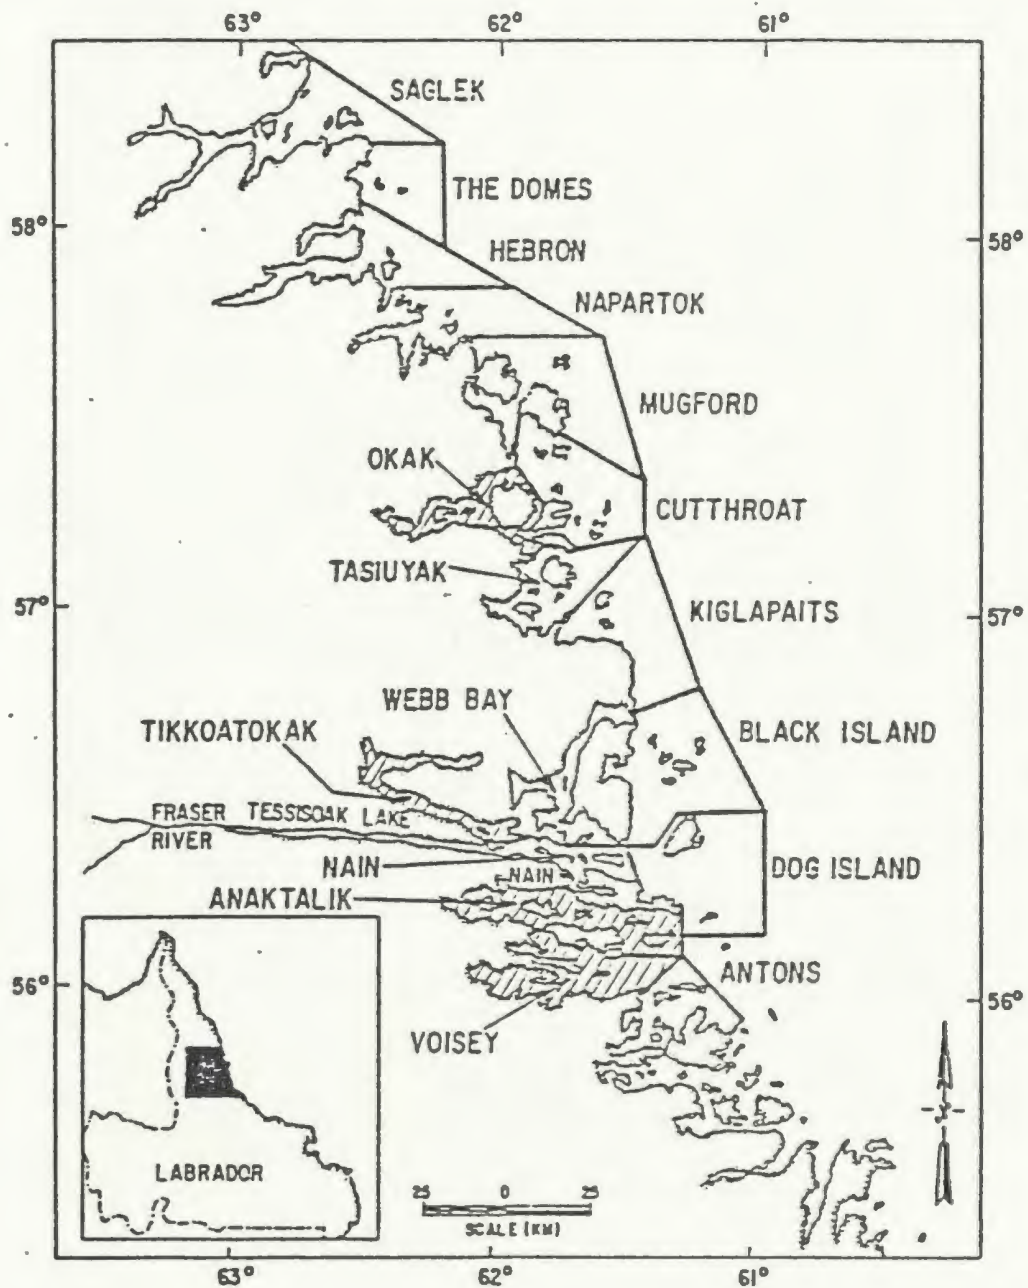 63° 62° 61°
SAGLEK
THE DOMES
58° 58°
HEBRON
NAPARTOK
MUGFORD
OKAK
CUTTHROAT
TASIUYAK
57° 57°
KIGLAPAITS
WEBB BAY
TIKKOATOKAK
BLACK ISLAND
FRASER TESSISOAK LAKE
RIVER
NAIN
NAIN
DOG ISLAND
ANAKTALIK
ANTONS
56° 56°
VOISEY
LABRADOR
25 0 25
SCALE (KM)
63° 62° 61°